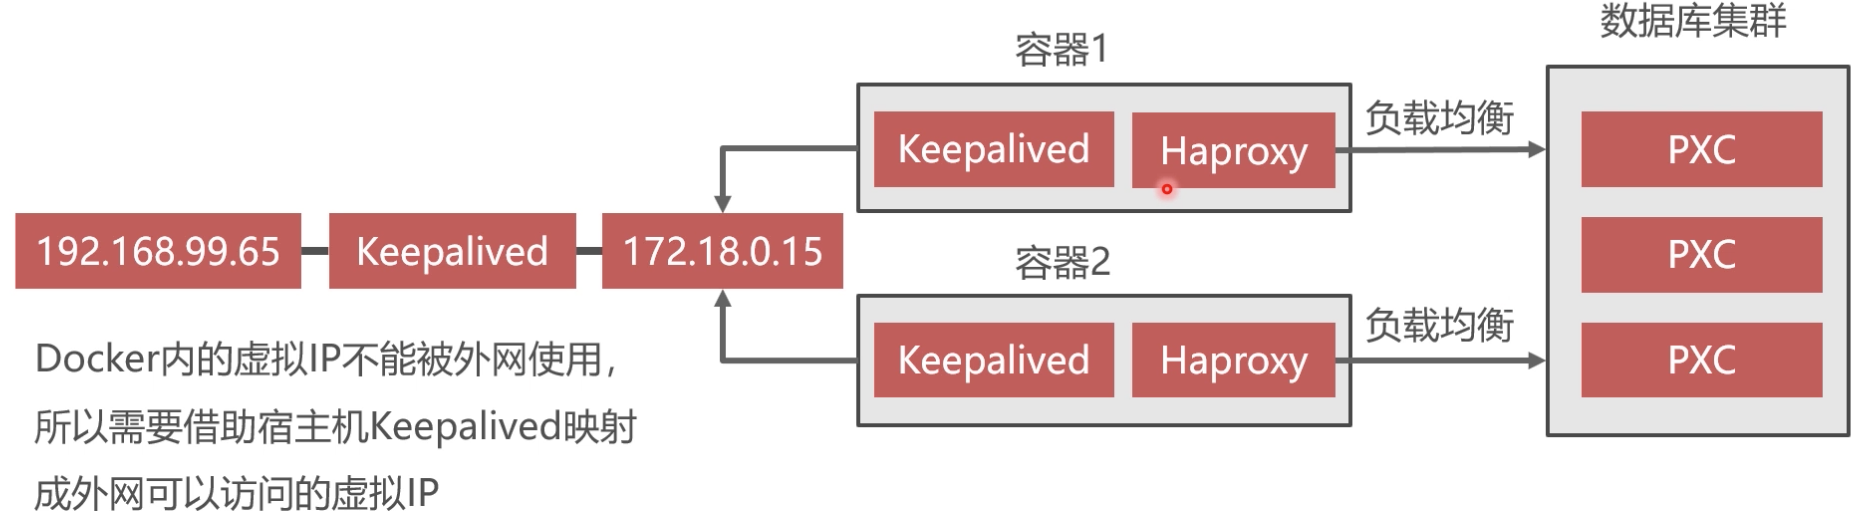 数据库集群
容器1
Keepalived
Haproxy
负载均衡
PXC
192.168.99.65
Keepalived
172.18.0.15
容器2
PXC
Keepalived
Haproxy
负载均衡
PXC
Docker内的虚拟IP不能被外网使用，
所以需要借助宿主机Keepalived映射
成外网可以访问的虚拟IP